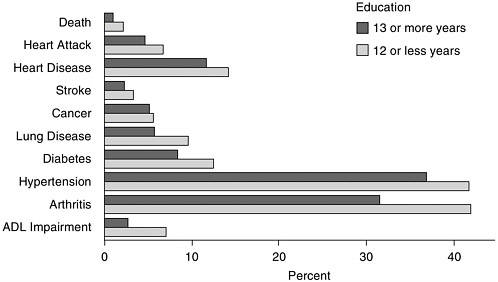 Education
13 or more years
12 or less years
Death
Heart Attack
Heart Disease
Stroke
Cancer
Lung Disease
Diabetes
Hypertension
Arthritis
ADL Impairment
0 10 20 30 40
Percent